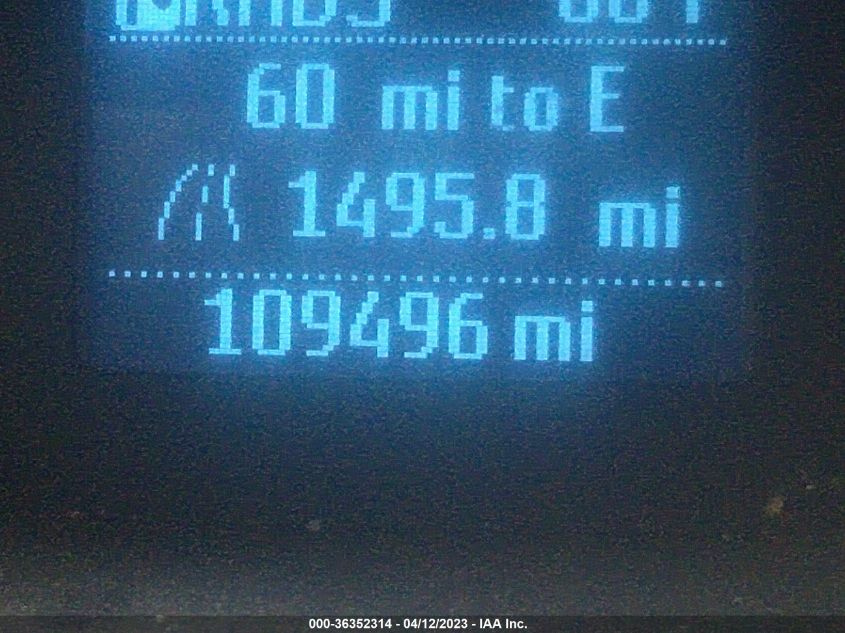 60 mi to E
1495.8 mi
109496 mi
000-36352314 - 04/12/2023 - IAA Inc.